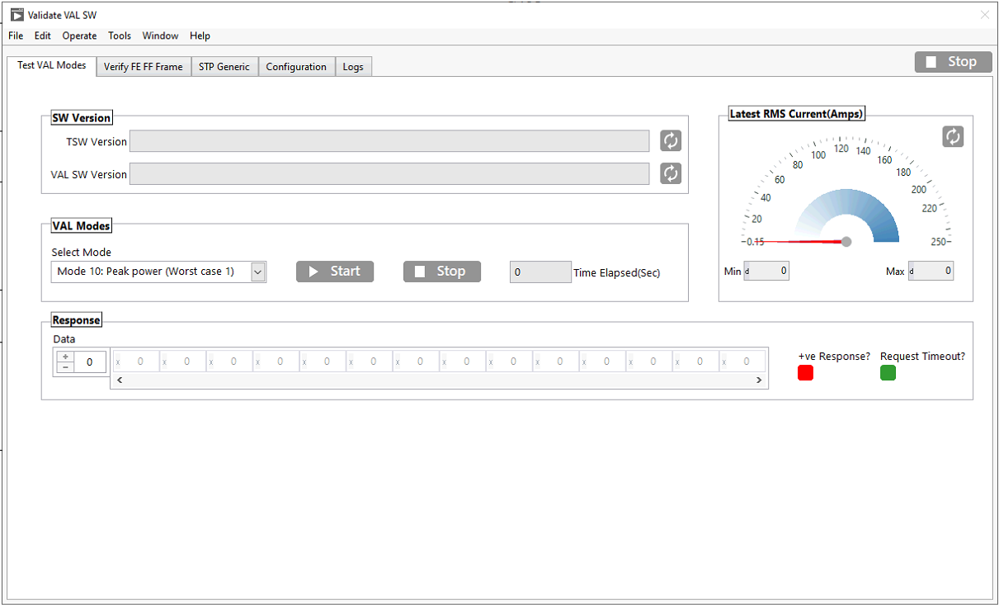 Validate VAL SW
File Edit Operate Tools Window Help
Test VAL Modes Verify FE FF Frame STP Generic Configuration Logs
Stop
SW Version
TSW Version
VAL SW Version
Latest RMS Current(Amps)
-0.15 20 40 60 80 100 120 140 160 180 200 220 250
Min d 0 Max d 0
VAL Modes
Select Mode
Mode 10: Peak power (Worst case 1) Start Stop 0 Time Elapsed(Sec)
Response
Data
+ - 0 x 0 x 0 x 0 x 0 x 0 x 0 x 0 x 0 x 0 x 0 x 0 x 0 x 0 x 0
+ve Response? Request Timeout?